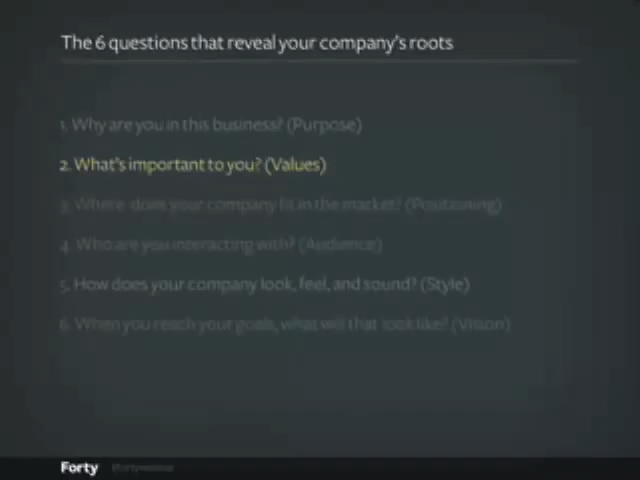 The 6 questions that reveal your company's roots
1. Why are you in this business? (Purpose)
2. What's important to you? (Values)
3. Where does your company fit in the market? (Positioning)
4. Who are you interacting with? (Audience)
5. How does your company look, feel, and sound? (Style)
6. When you reach your goals, what will that look like? (Vision)
Forty